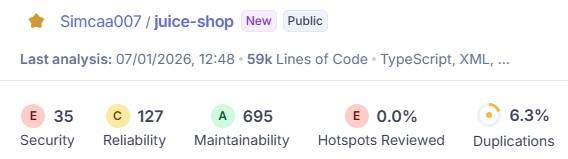 Simcaa007 / juice-shop New Public
Last analysis: 07/01/2026, 12:48 • 59k Lines of Code • TypeScript, XML, ...
E 35 C 127 A 695 E 0.0% 6.3%
Security Reliability Maintainability Hotspots Reviewed Duplications